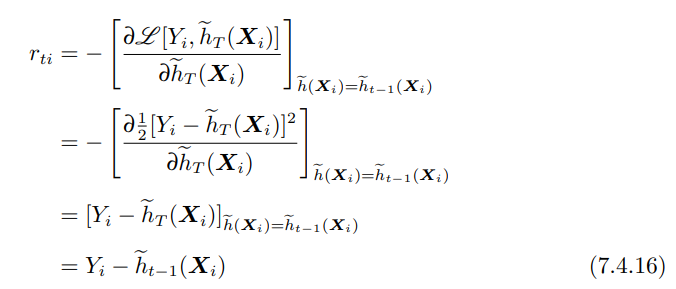 r_{ti} = - \left[ \frac{\partial \mathscr{L}[Y_i, \widetilde{h}_T(\boldsymbol{X}_i)]}{\partial \widetilde{h}_T(\boldsymbol{X}_i)} \right]_{\widetilde{h}(\boldsymbol{X}_i)=\widetilde{h}_{t-1}(\boldsymbol{X}_i)}
= - \left[ \frac{\partial \frac{1}{2}[Y_i - \widetilde{h}_T(\boldsymbol{X}_i)]^2}{\partial \widetilde{h}_T(\boldsymbol{X}_i)} \right]_{\widetilde{h}(\boldsymbol{X}_i)=\widetilde{h}_{t-1}(\boldsymbol{X}_i)}
= [Y_i - \widetilde{h}_T(\boldsymbol{X}_i)]_{\widetilde{h}(\boldsymbol{X}_i)=\widetilde{h}_{t-1}(\boldsymbol{X}_i)}
= Y_i - \widetilde{h}_{t-1}(\boldsymbol{X}_i) (7.4.16)